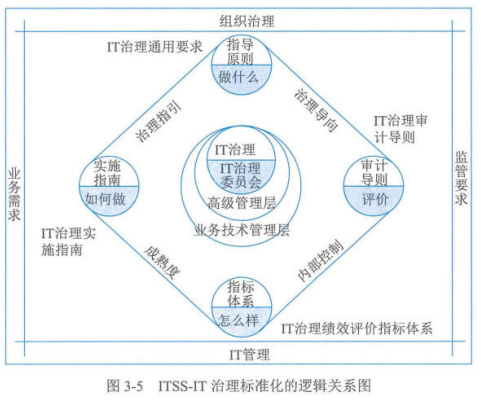 组织治理
IT治理通用要求
指导
原则
做什么
治理指引
治理导向
IT治理审
计导则
业务需求
监管要求
实施
指南
如何做
IT治理
IT治理
委员会
高级管理层
业务技术管理层
审计
导则
评价
IT治理实
施指南
成熟度
内部控制
指标
体系
怎么样
IT治理绩效评价指标体系
IT管理
图 3-5 ITSS-IT 治理标准化的逻辑关系图